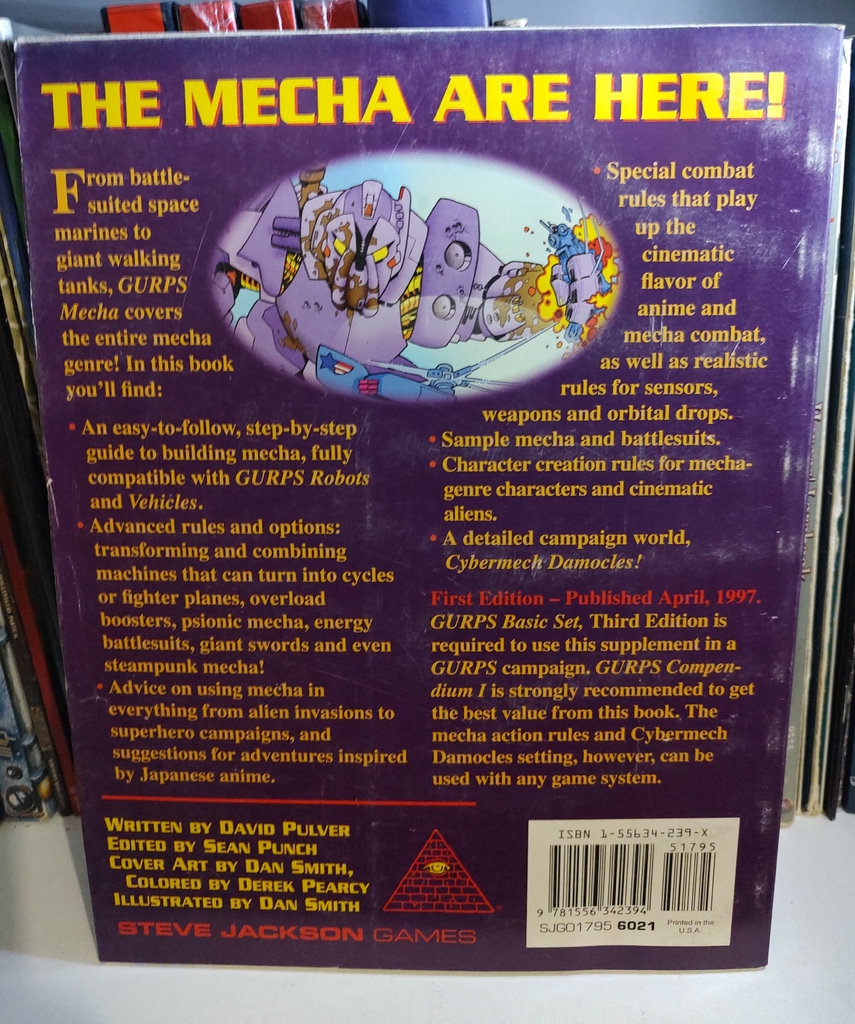 THE MECHA ARE HERE!
From battle-
suited space
marines to
giant walking
tanks, GURPS
Mecha covers
the entire mecha
genre! In this book
you'll find:
• An easy-to-follow, step-by-step
guide to building mecha, fully
compatible with GURPS Robots
and Vehicles.
• Advanced rules and options:
transforming and combining
machines that can turn into cycles
or fighter planes, overload
boosters, psionic mecha, energy
battlesuits, giant swords and even
steampunk mecha!
• Advice on using mecha in
everything from alien invasions to
superhero campaigns, and
suggestions for adventures inspired
by Japanese anime.
• Special combat
rules that play
up the
cinematic
flavor of
anime and
mecha combat,
as well as realistic
rules for sensors,
weapons and orbital drops.
• Sample mecha and battlesuits.
• Character creation rules for mecha-
genre characters and cinematic
aliens.
• A detailed campaign world,
Cybermech Damocles!
First Edition – Published April, 1997.
GURPS Basic Set, Third Edition is
required to use this supplement in a
GURPS campaign. GURPS Compen-
dium I is strongly recommended to get
the best value from this book. The
mecha action rules and Cybermech
Damocles setting, however, can be
used with any game system.
WRITTEN BY DAVID PULVER
EDITED BY SEAN PUNCH
COVER ART BY DAN SMITH,
COLORED BY DEREK PEARCY
ILLUSTRATED BY DAN SMITH
STEVE JACKSON GAMES
ISBN 1-55634-239-X
51795
9 781556 342394
SJG01795 6021
Printed in the
U.S.A.